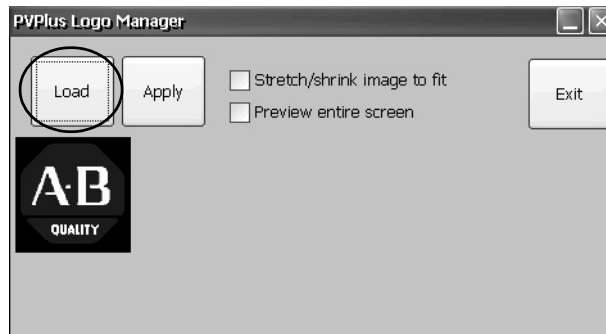 PVPlus Logo Manager
Load
Apply
Stretch/shrink image to fit
Preview entire screen
Exit
A·B
QUALITY